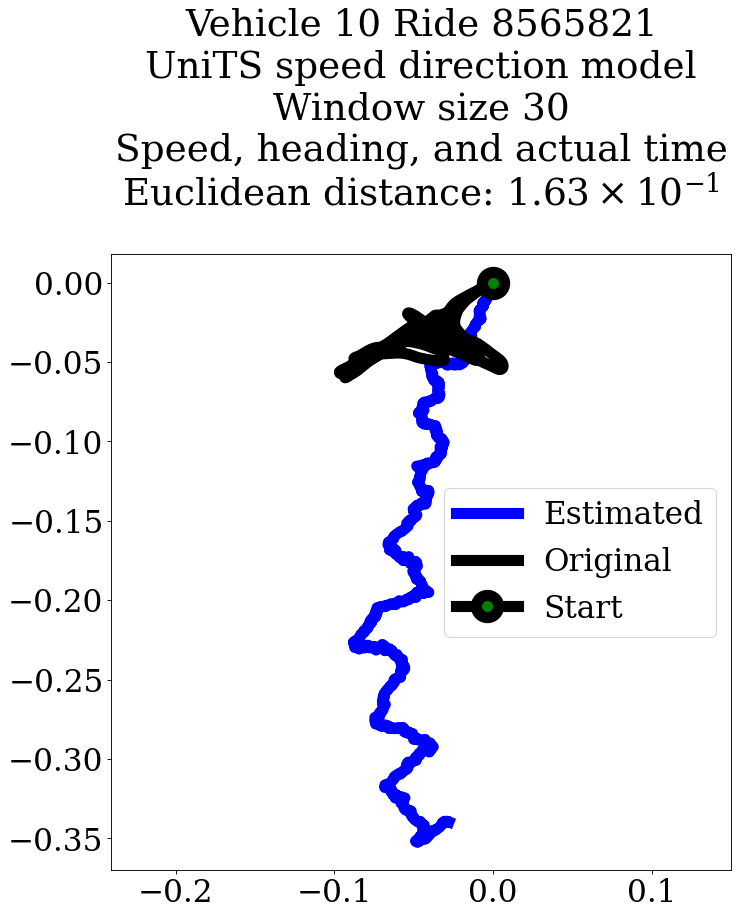 Vehicle 10 Ride 8565821
UniTS speed direction model
Window size 30
Speed, heading, and actual time
Euclidean distance: 1.63 × 10⁻¹
0.00
−0.05
−0.10
−0.15
−0.20
−0.25
−0.30
−0.35
Estimated
Original
Start
−0.2 −0.1 0.0 0.1